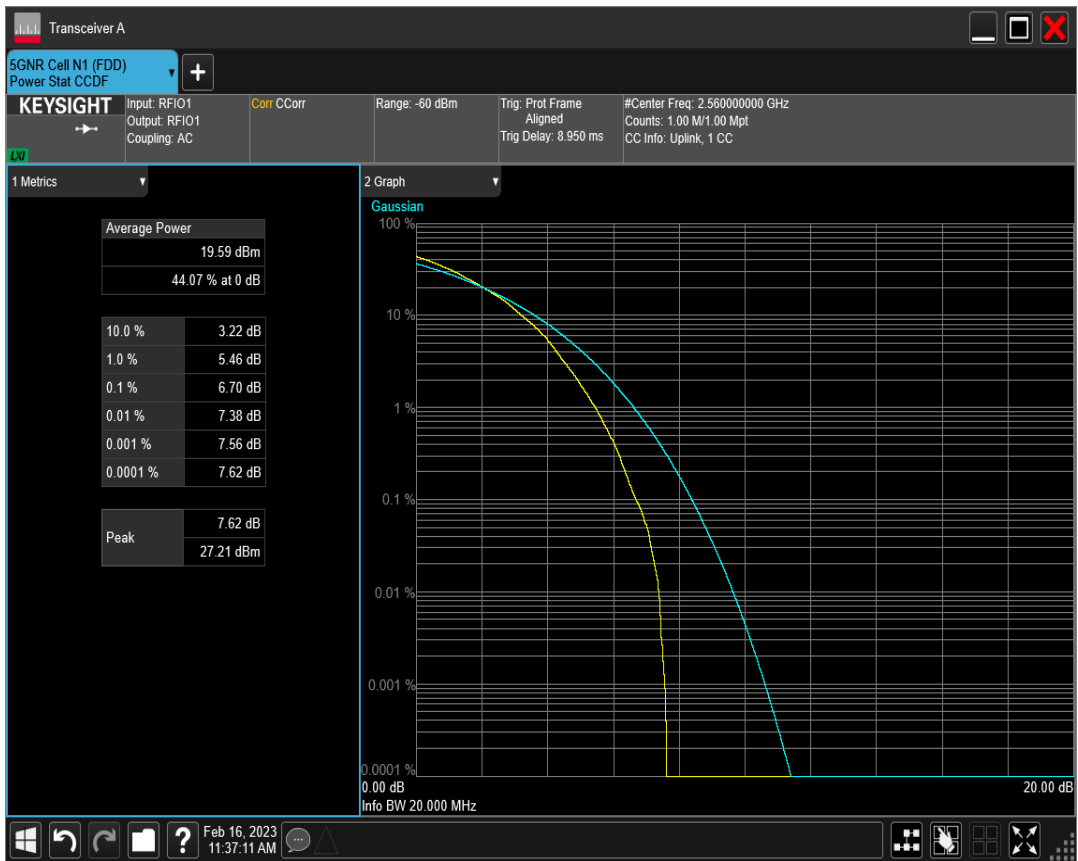 Transceiver A
5GNR Cell N1 (FDD)
Power Stat CCDF
KEYSIGHT
LXI
Input: RFIO1
Output: RFIO1
Coupling: AC
Corr CCorr
Range: -60 dBm
Trig: Prot Frame
Aligned
Trig Delay: 8.950 ms
#Center Freq: 2.560000000 GHz
Counts: 1.00 M/1.00 Mpt
CC Info: Uplink, 1 CC
1 Metrics
Average Power
19.59 dBm
44.07 % at 0 dB
10.0 % 3.22 dB
1.0 % 5.46 dB
0.1 % 6.70 dB
0.01 % 7.38 dB
0.001 % 7.56 dB
0.0001 % 7.62 dB
Peak
7.62 dB
27.21 dBm
2 Graph
Gaussian
100 %
10 %
1 %
0.1 %
0.01 %
0.001 %
0.0001 %
0.00 dB 20.00 dB
Info BW 20.000 MHz
Feb 16, 2023
11:37:11 AM